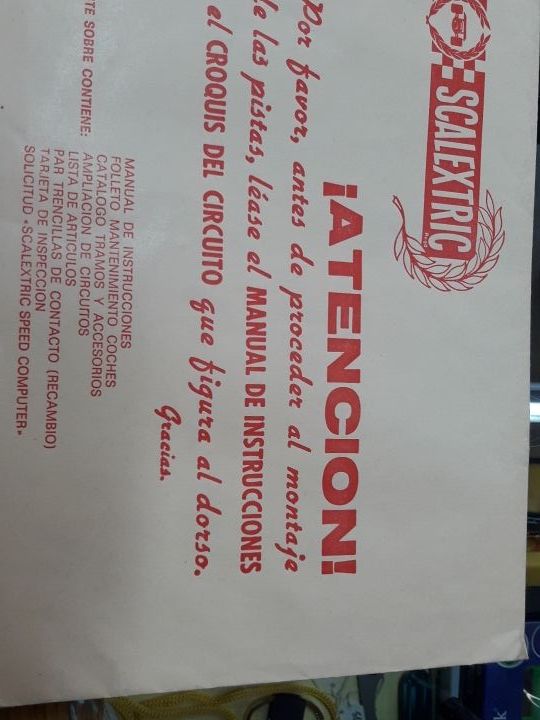 SCALEXTRIC
¡ATENCION!
Por favor, antes de proceder al montaje
de las pistas, léase el MANUAL DE INSTRUCCIONES
el CROQUIS DEL CIRCUITO que figura al dorso.
Gracias.
TE SOBRE CONTIENE: MANUAL DE INSTRUCCIONES
FOLLETO MANTENIMIENTO COCHES
CATALOGO TRAMOS Y ACCESORIOS
AMPLIACION DE CIRCUITOS
LISTA DE ARTICULOS
PAR TRENCILLAS DE CONTACTO (RECAMBIO)
TARJETA DE INSPECCION
SOLICITUD «SCALEXTRIC SPEED COMPUTER»